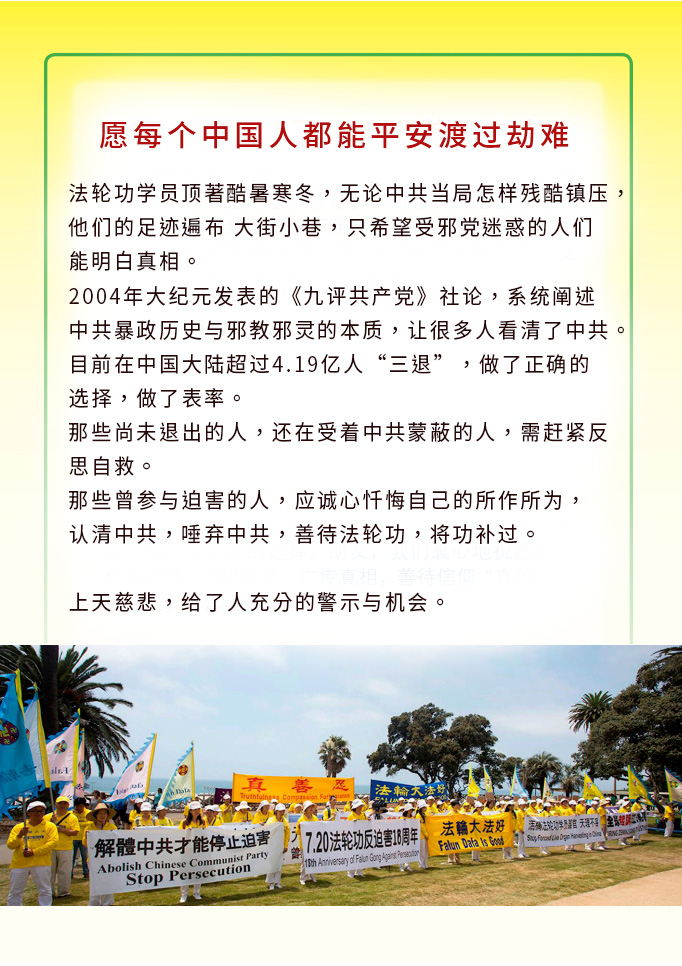 愿每个中国人都能平安渡过劫难
法轮功学员顶著酷暑寒冬，无论中共当局怎样残酷镇压，
他们的足迹遍布 大街小巷，只希望受邪党迷惑的人们
能明白真相。
2004年大纪元发表的《九评共产党》社论，系统阐述
中共暴政历史与邪教邪灵的本质，让很多人看清了中共。
目前在中国大陆超过4.19亿人“三退”，做了正确的
选择，做了表率。
那些尚未退出的人，还在受着中共蒙蔽的人，需赶紧反
思自救。
那些曾参与迫害的人，应诚心忏悔自己的所作所为，
认清中共，唾弃中共，善待法轮功，将功补过。
上天慈悲，给了人充分的警示与机会。
真 善 忍
Truthfulness Compassion
法輪大法好
解體中共才能停止迫害
Abolish Chinese Communist Party
Stop Persecution
7.20法轮功反迫害18周年
18th Anniversary of Falun Gong Against Persecution
法輪大法好
Falun Dafa Is Good